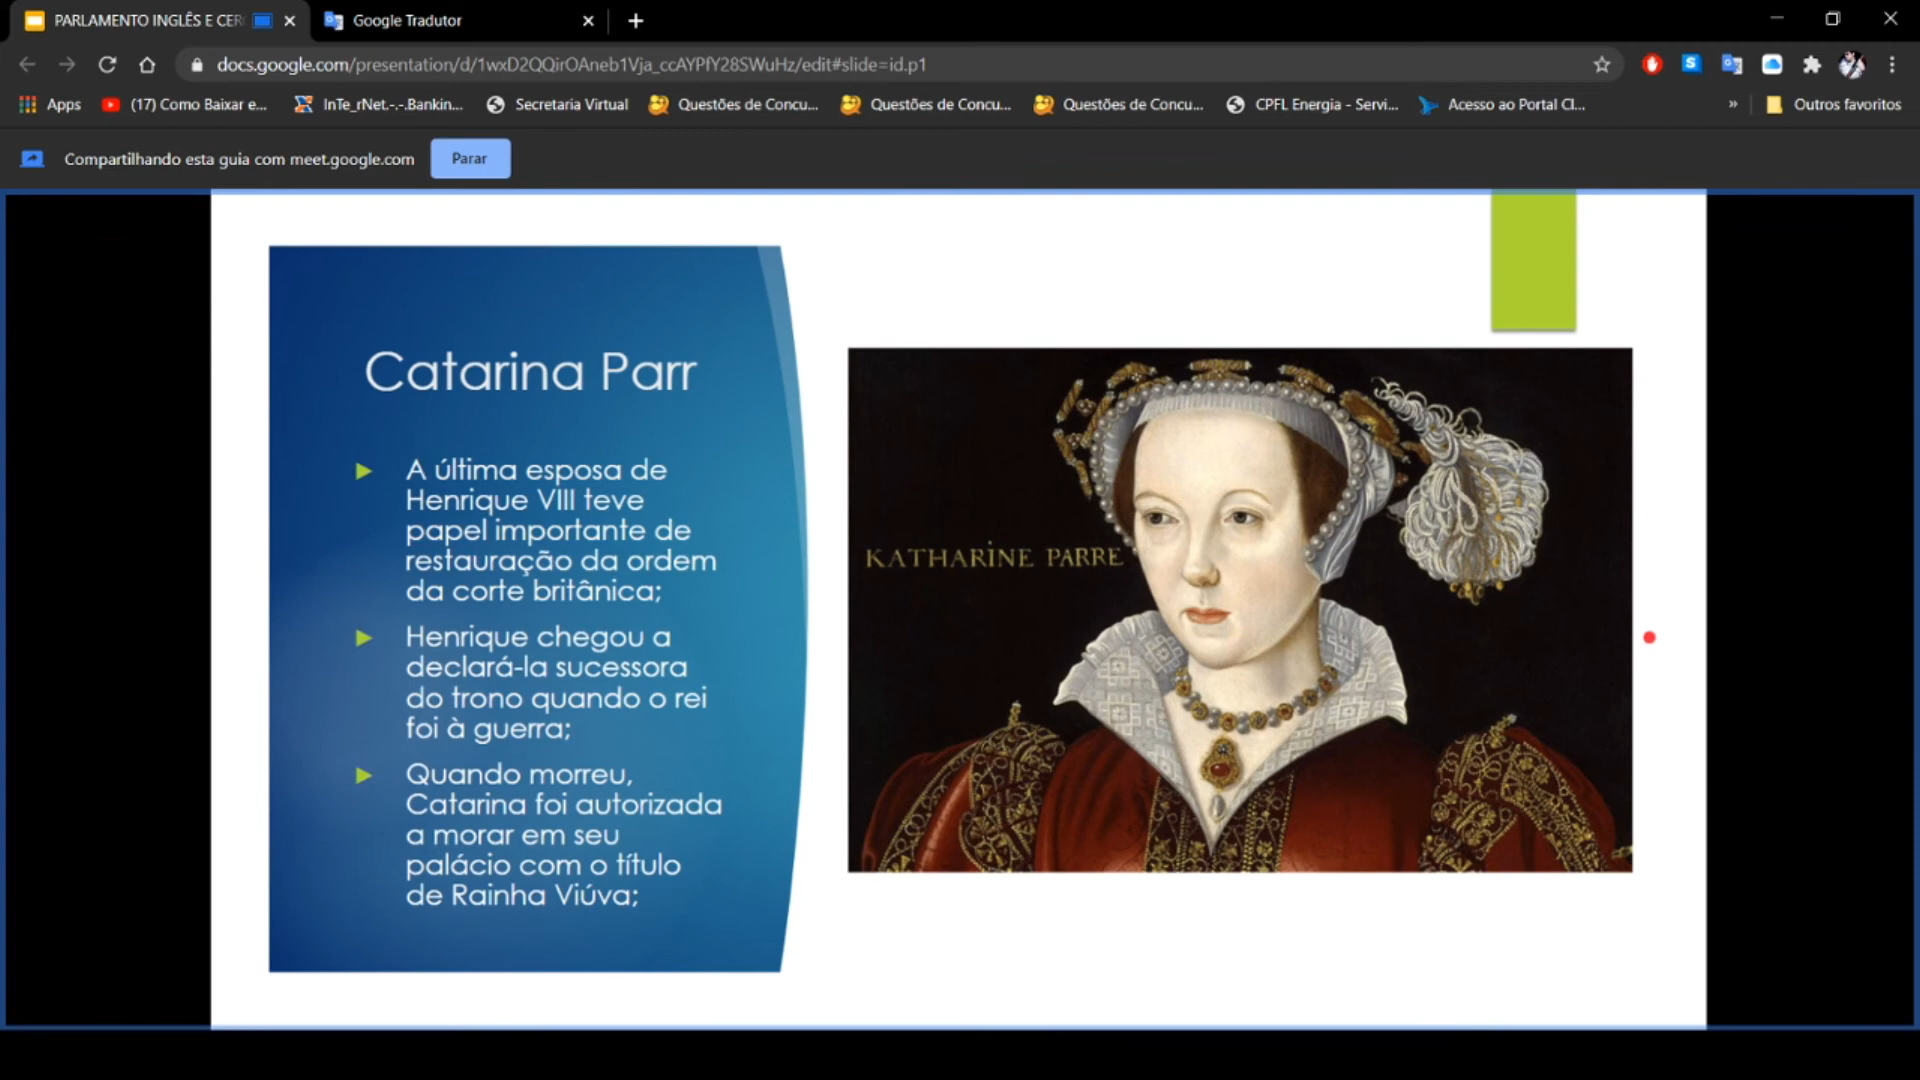 PARLAMENTO INGLÊS E CER
Google Tradutor
docs.google.com/presentation/d/1wxD2QQirOAneb1Vja_ccAYPfY28SWuHz/edit#slide=id.p1
Apps
(17) Como Baixar e...
InTe_rNet.-.-.Bankin...
Secretaria Virtual
Questões de Concu...
Questões de Concu...
Questões de Concu...
CPFL Energia - Servi...
Acesso ao Portal Cl...
»
Outros favoritos
Compartilhando esta guia com meet.google.com
Parar
Catarina Parr
A última esposa de
Henrique VIII teve
papel importante de
restauração da ordem
da corte britânica;
Henrique chegou a
declará-la sucessora
do trono quando o rei
foi à guerra;
Quando morreu,
Catarina foi autorizada
a morar em seu
palácio com o título
de Rainha Viúva;
KATHARINE PARRE